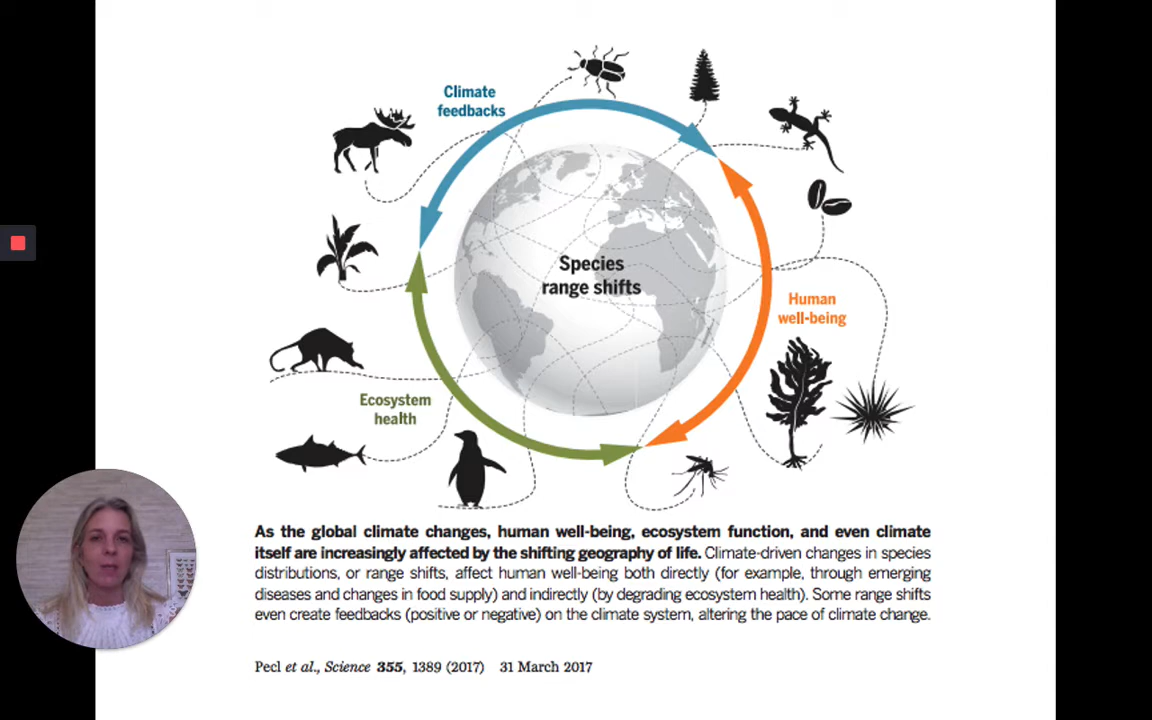 Climate
feedbacks
Species
range shifts
Human
well-being
Ecosystem
health
As the global climate changes, human well-being, ecosystem function, and even climate
itself are increasingly affected by the shifting geography of life. Climate-driven changes in species
distributions, or range shifts, affect human well-being both directly (for example, through emerging
diseases and changes in food supply) and indirectly (by degrading ecosystem health). Some range shifts
even create feedbacks (positive or negative) on the climate system, altering the pace of climate change.
Pecl et al., Science 355, 1389 (2017) 31 March 2017